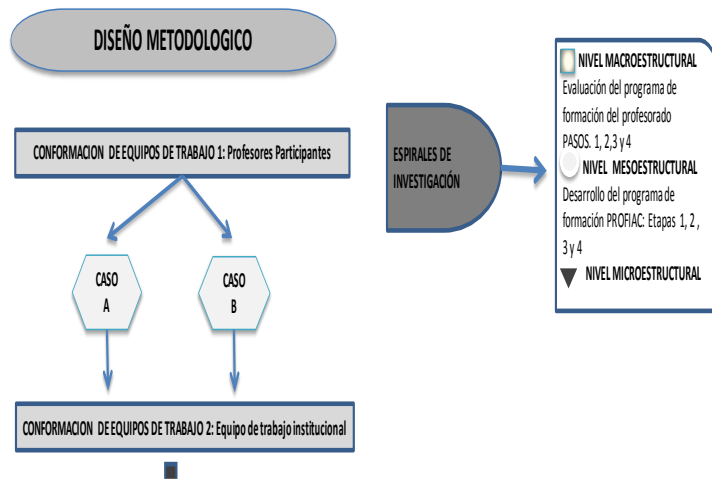 DISEÑO METODOLOGICO
CONFORMACION DE EQUIPOS DE TRABAJO 1: Profesores Participantes
CASO
A
CASO
B
CONFORMACION DE EQUIPOS DE TRABAJO 2: Equipo de trabajo institucional
ESPIRALES DE
INVESTIGACIÓN
NIVEL MACROESTRUCTURAL
Evaluación del programa de
formación del profesorado
PASOS. 1, 2,3 y 4
NIVEL MESOESTRUCTURAL
Desarrollo del programa de
formación PROFIAC: Etapas 1, 2 ,
3 y 4
NIVEL MICROESTRUCTURAL